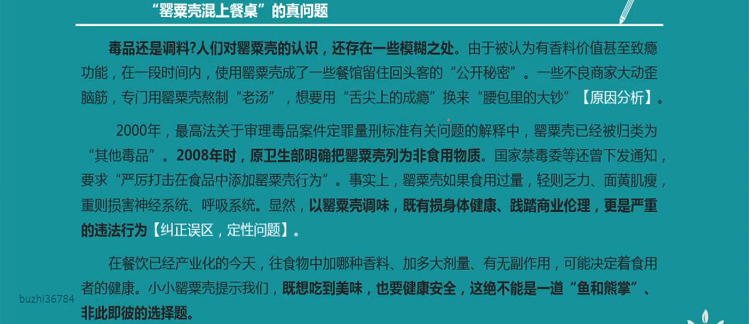 “罂粟壳混上餐桌”的真问题
毒品还是调料?人们对罂粟壳的认识，还存在一些模糊之处。由于被认为有香料价值甚至致瘾
功能，在一段时间内，使用罂粟壳成了一些餐馆留住回头客的“公开秘密”。一些不良商家大动歪
脑筋，专门用罂粟壳熬制“老汤”，想要用“舌尖上的成瘾”换来“腰包里的大钞”【原因分析】。
2000年，最高法关于审理毒品案件定罪量刑标准有关问题的解释中，罂粟壳已经被归类为
“其他毒品”。2008年时，原卫生部明确把罂粟壳列为非食用物质。国家禁毒委等还曾下发通知，
要求“严厉打击在食品中添加罂粟壳行为”。事实上，罂粟壳如果食用过量，轻则乏力、面黄肌瘦，
重则损害神经系统、呼吸系统。显然，以罂粟壳调味，既有损身体健康、践踏商业伦理，更是严重
的违法行为【纠正误区，定性问题】。
在餐饮已经产业化的今天，往食物中加哪种香料、加多大剂量、有无副作用，可能决定着食用
者的健康。小小罂粟壳提示我们，既想吃到美味，也要健康安全，这绝不能是一道“鱼和熊掌”、
非此即彼的选择题。
buzhi36784